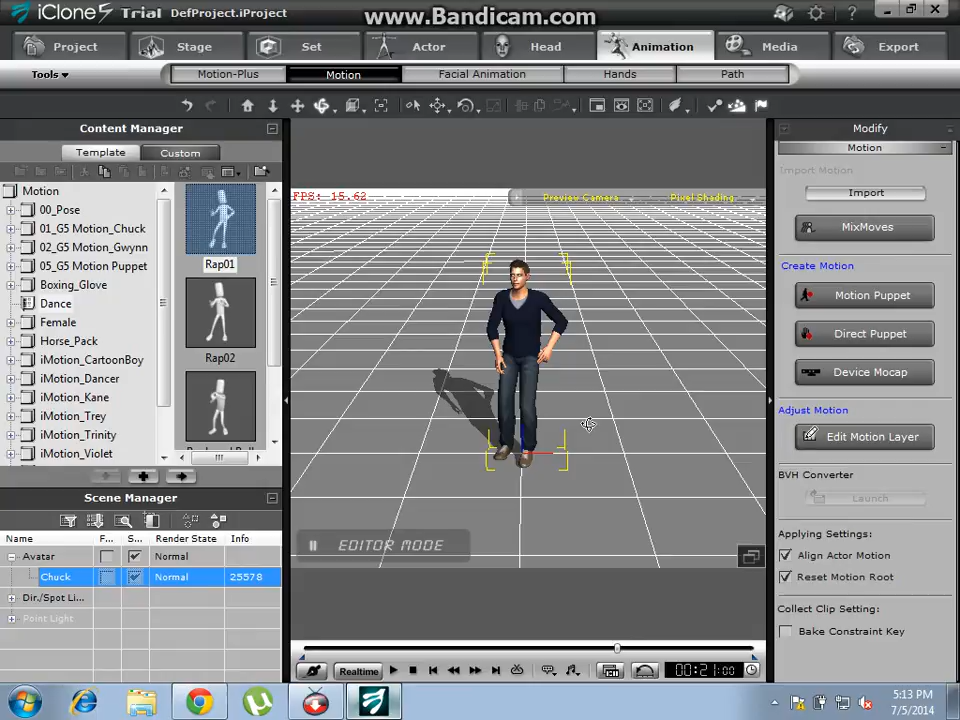 iClone5 Trial DefProject.iProject
www.Bandicam.com
Project Stage Set Actor Head Animation Media Export
Tools Motion-Plus Motion Facial Animation Hands Path
Content Manager
Template Custom
Motion
00_Pose
01_G5 Motion_Chuck
02_G5 Motion_Gwynn
05_G5 Motion Puppet
Boxing_Glove
Dance
Female
Horse_Pack
iMotion_CartoonBoy
iMotion_Dancer
iMotion_Kane
iMotion_Trey
iMotion_Trinity
iMotion_Violet
Rap01
Rap02
Scene Manager
Name F... S... Render State Info
Avatar Normal
Chuck Normal 25578
Dir./Spot Li...
Point Light
FPS: 15.62
Preview Camera
Pixel Shading
EDITOR MODE
Realtime
00:21:00
Modify
Motion
Import Motion
Import
MixMoves
Create Motion
Motion Puppet
Direct Puppet
Device Mocap
Adjust Motion
Edit Motion Layer
BVH Converter
Launch
Applying Settings:
Align Actor Motion
Reset Motion Root
Collect Clip Setting:
Bake Constraint Key
5:13 PM
7/5/2014